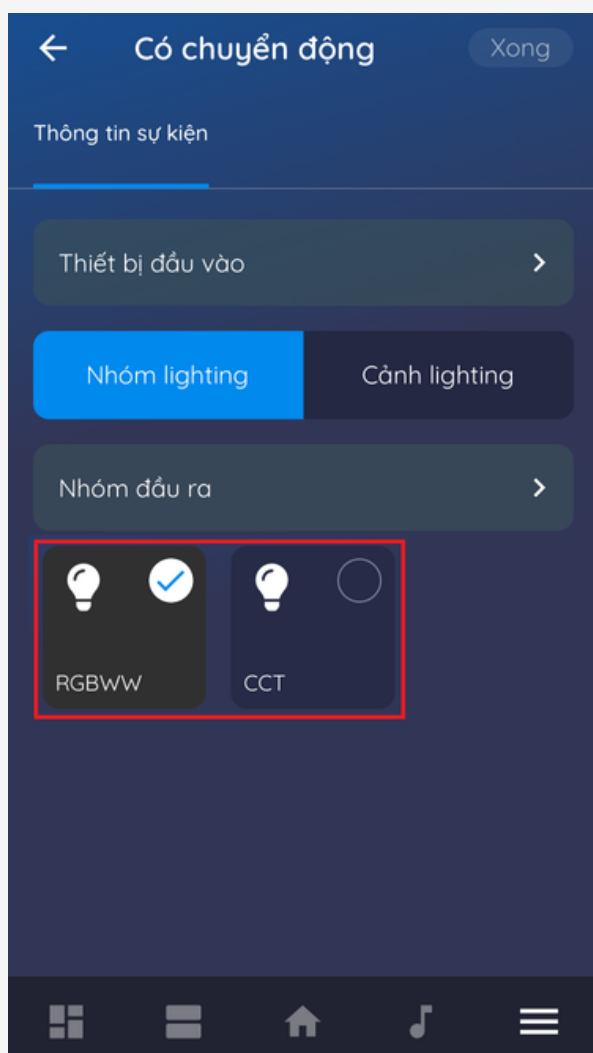 Có chuyển động
Xong
Thông tin sự kiện
Thiết bị đầu vào
Nhóm lighting
Cảnh lighting
Nhóm đầu ra
RGBWW
CCT